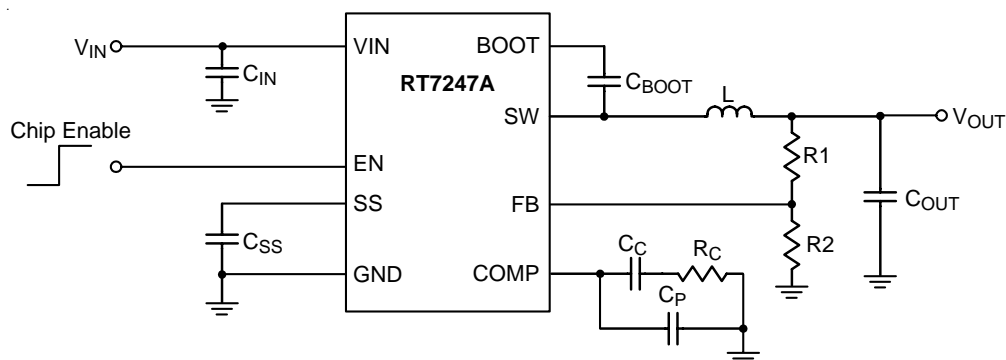 VIN
VIN
BOOT
RT7247A
CIN
CBOOT
L
SW
VOUT
Chip Enable
R1
EN
SS
FB
COUT
CSS
R2
CC
RC
GND
COMP
CP